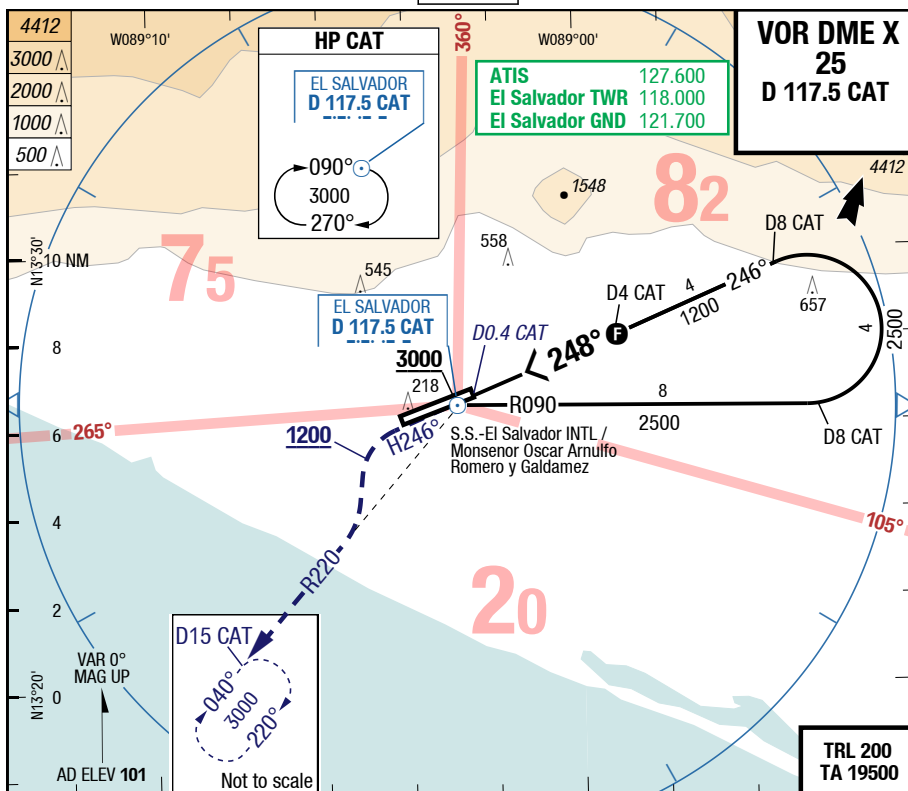 4412
3000
2000
1000
500
W089°10'
HP CAT
EL SALVADOR
D 117.5 CAT
090°
3000
270°
360°
W089°00'
ATIS 127.600
El Salvador TWR 118.000
El Salvador GND 121.700
VOR DME X
25
D 117.5 CAT
4412
1548
82
D8 CAT
N13°30'
10 NM
75
545
558
246°
4
1200
D4 CAT
657
EL SALVADOR
D 117.5 CAT
D0.4 CAT
F
248°
4
2500
8
3000
218
R090
8
2500
D8 CAT
265°
6
1200
H246°
S.S.-El Salvador INTL /
Monsenor Oscar Arnulfo
Romero y Galdamez
105°
4
R220
20
2
D15 CAT
040°
3000
220°
Not to scale
VAR 0°
MAG UP
N13°20'
0
AD ELEV 101
TRL 200
TA 19500